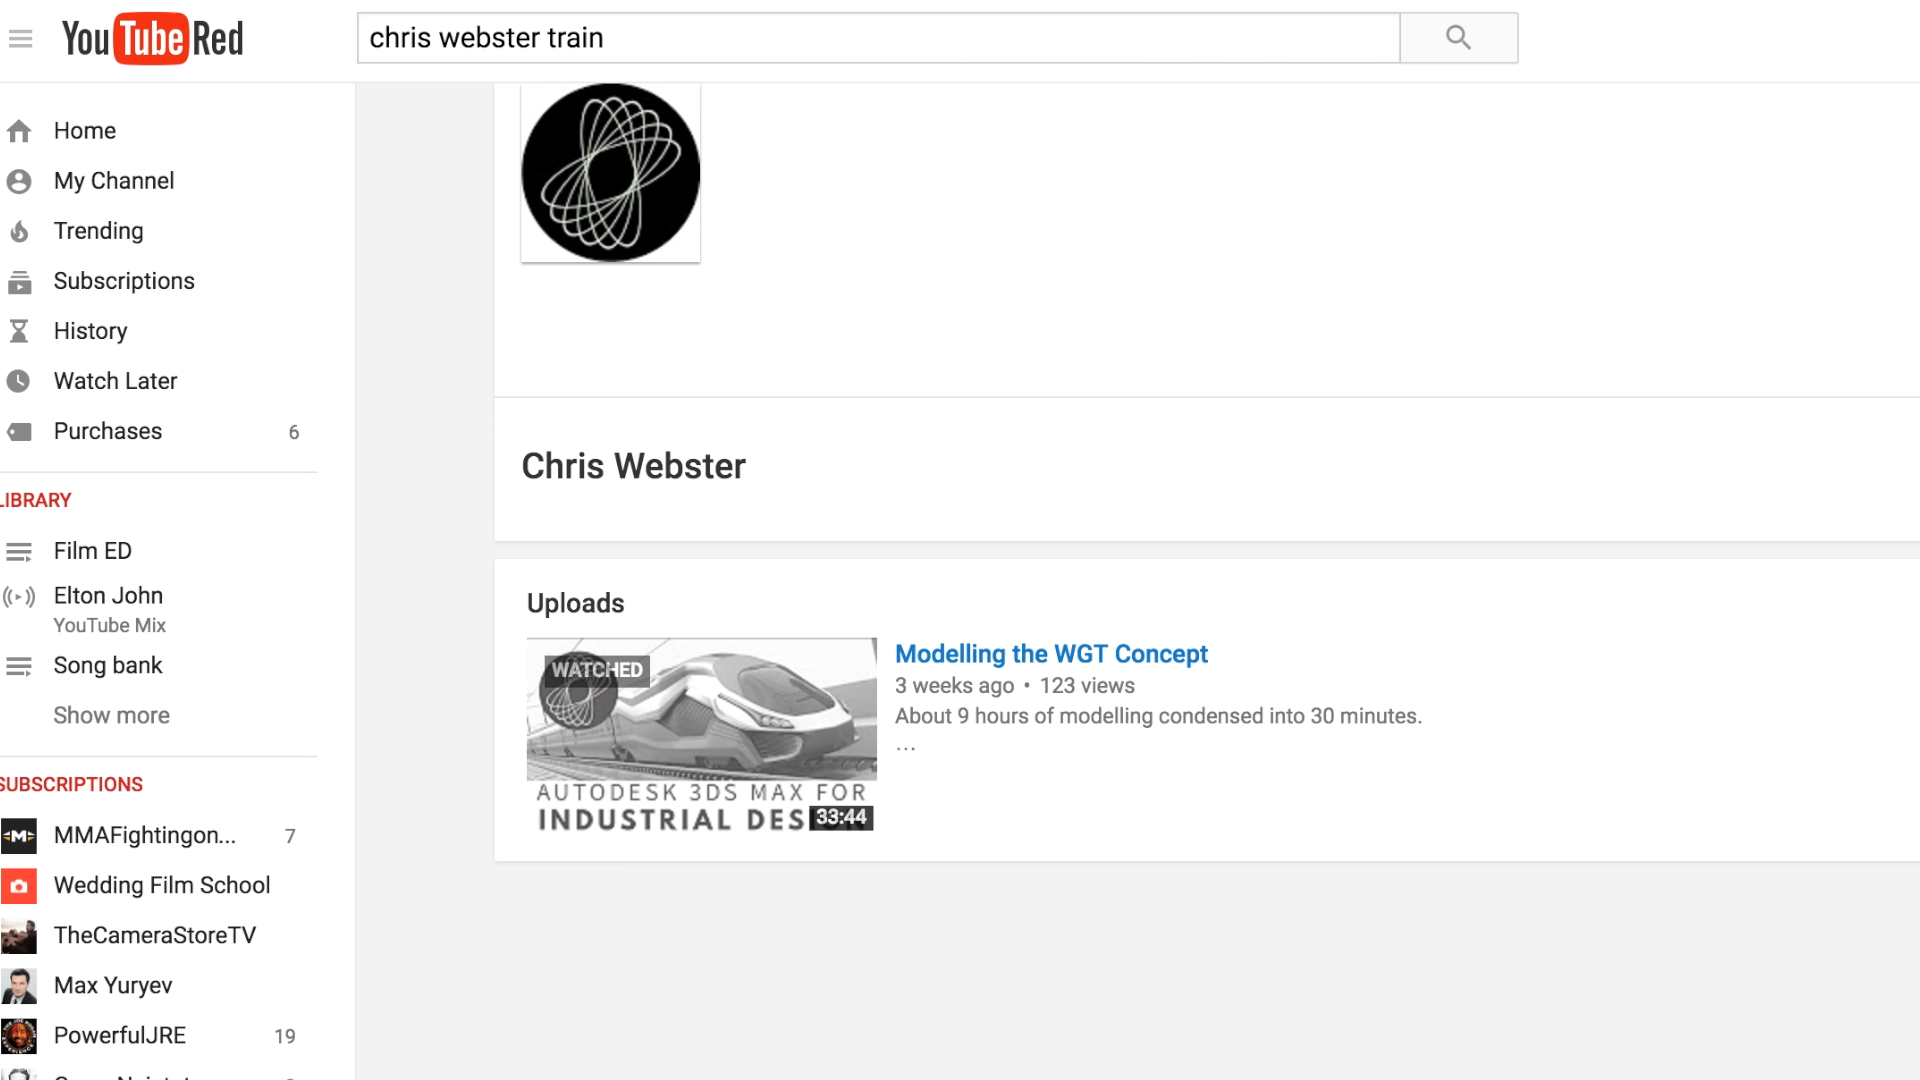 YouTube Red
chris webster train
Home
My Channel
Trending
Subscriptions
History
Watch Later
Purchases 6
LIBRARY
Film ED
Elton John
YouTube Mix
Song bank
Show more
SUBSCRIPTIONS
MMAFightingon... 7
Wedding Film School
TheCameraStoreTV
Max Yuryev
PowerfulJRE 19
Chris Webster
Uploads
WATCHED
AUTODESK 3DS MAX FOR
INDUSTRIAL DES
33:44
Modelling the WGT Concept
3 weeks ago • 123 views
About 9 hours of modelling condensed into 30 minutes.
...